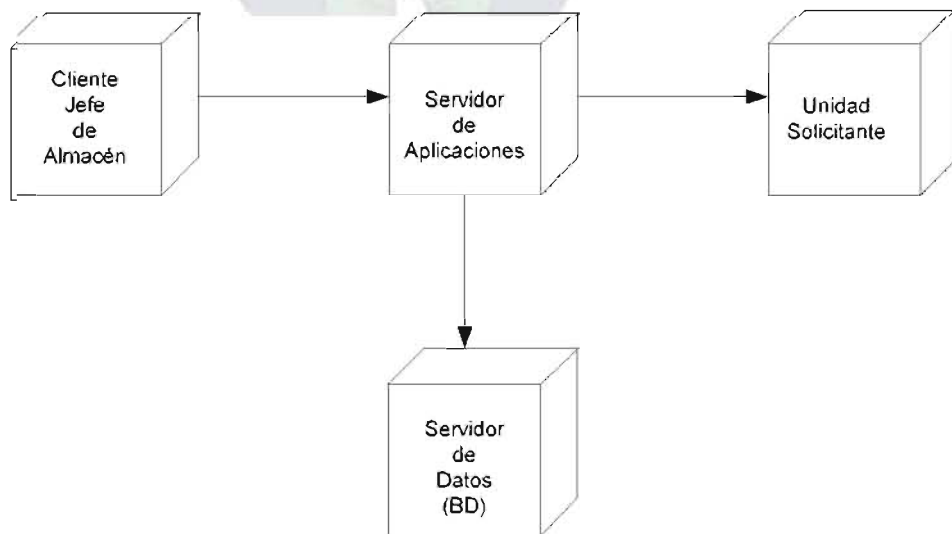 Cliente
Jefe
de
Almacén
Servidor
de
Aplicaciones
Unidad
Solicitante
Servidor
de
Datos
(BD)